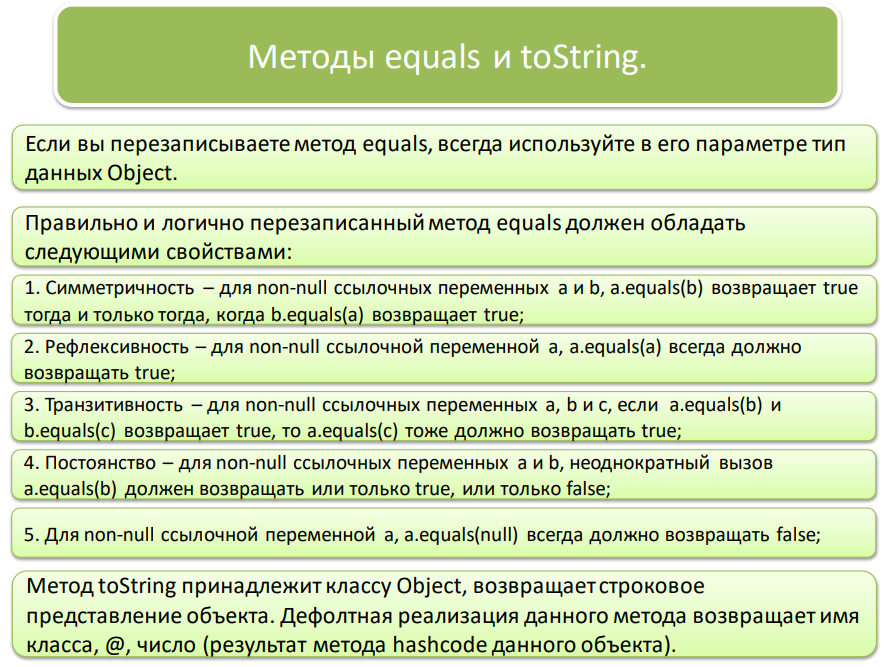 Методы equals и toString.
Если вы перезаписываете метод equals, всегда используйте в его параметре тип
данных Object.
Правильно и логично перезаписанный метод equals должен обладать
следующими свойствами:
1. Симметричность – для non-null ссылочных переменных a и b, a.equals(b) возвращает true
тогда и только тогда, когда b.equals(a) возвращает true;
2. Рефлексивность – для non-null ссылочной переменной a, a.equals(a) всегда должно
возвращать true;
3. Транзитивность – для non-null ссылочных переменных a, b и c, если a.equals(b) и
b.equals(c) возвращает true, то a.equals(c) тоже должно возвращать true;
4. Постоянство – для non-null ссылочных переменных a и b, неоднократный вызов
a.equals(b) должен возвращать или только true, или только false;
5. Для non-null ссылочной переменной a, a.equals(null) всегда должно возвращать false;
Метод toString принадлежит классу Object, возвращает строковое
представление объекта. Дефолтная реализация данного метода возвращает имя
класса, @, число (результат метода hashcode данного объекта).